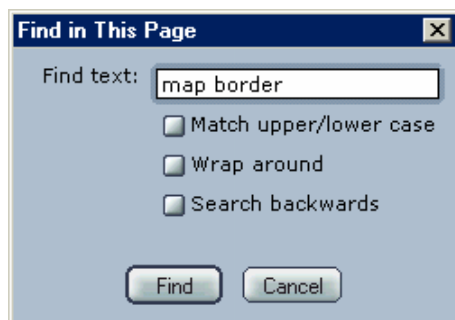 Find in This Page
Find text: map border
Match upper/lower case
Wrap around
Search backwards
Find Cancel